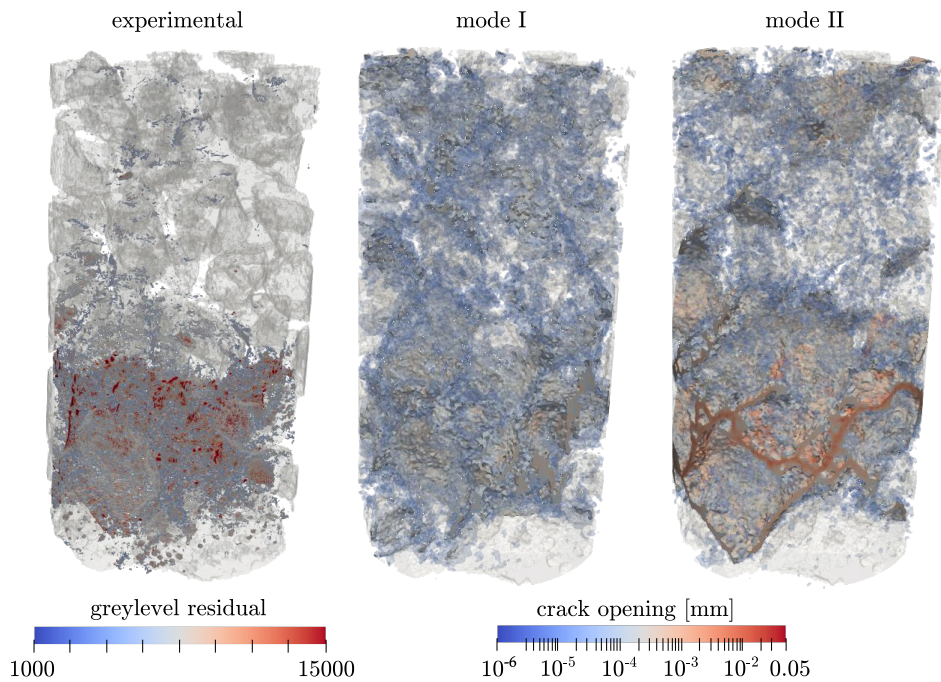 experimental
mode I
mode II
greylevel residual
1000
15000
crack opening [mm]
10^-6
10^-5
10^-4
10^-3
10^-2
0.05